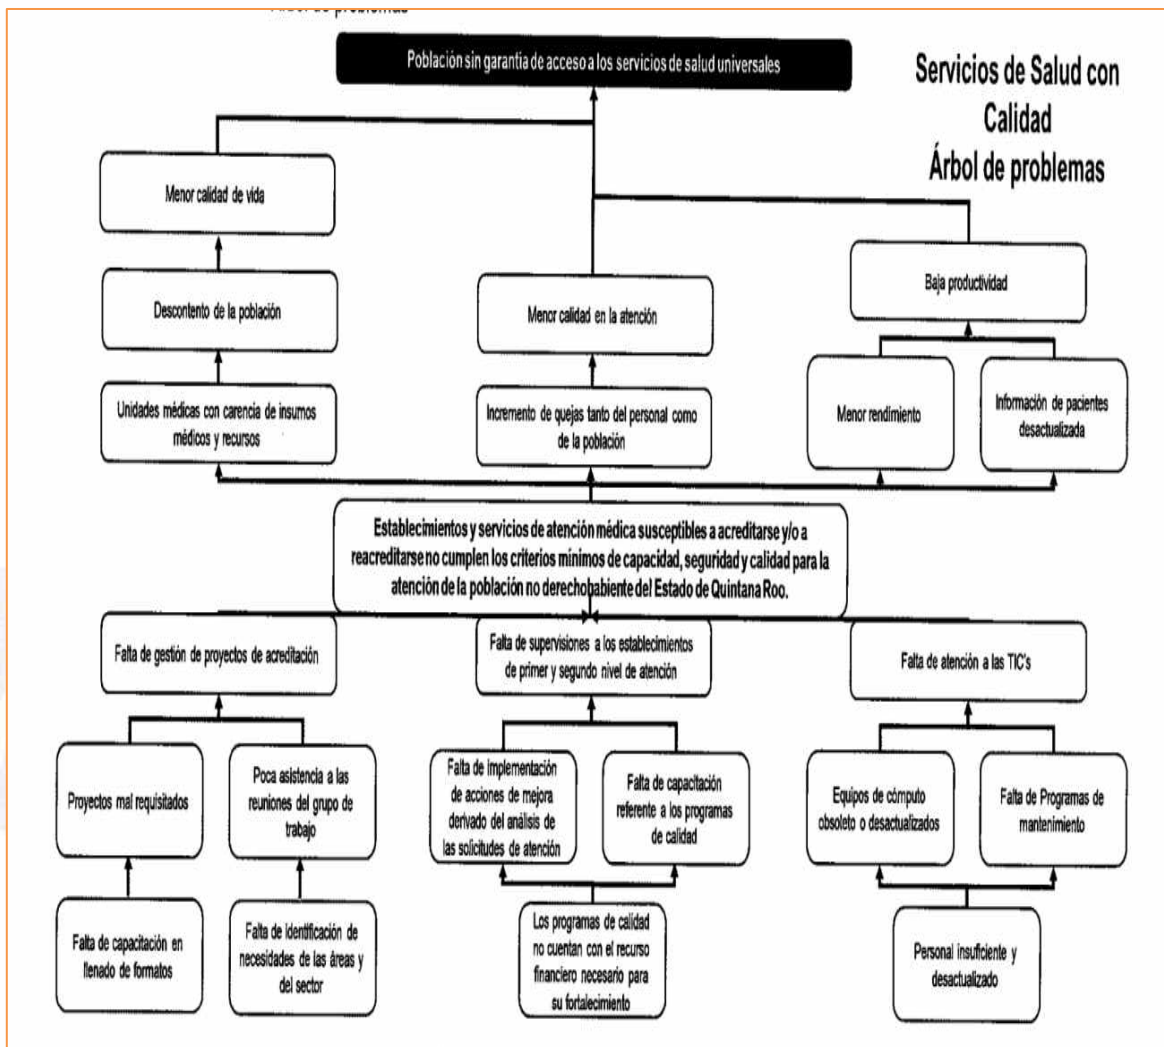 Árbol de problemas
Población sin garantía de acceso a los servicios de salud universales
Servicios de Salud con
Calidad
Árbol de problemas
Menor calidad de vida
Descontento de la población
Menor calidad en la atención
Baja productividad
Unidades médicas con carencia de insumos
médicos y recursos
Incremento de quejas tanto del personal como
de la población
Menor rendimiento
Información de pacientes
desactualizada
Establecimientos y servicios de atención médica susceptibles a acreditarse y/o a
reacreditarse no cumplen los criterios mínimos de capacidad, seguridad y calidad para la
atención de la población no derechohabiente del Estado de Quintana Roo.
Falta de gestión de proyectos de acreditación
Falta de supervisiones a los establecimientos
de primer y segundo nivel de atención
Falta de atención a las TIC's
Proyectos mal requisitados
Poca asistencia a las
reuniones del grupo de
trabajo
Falta de implementación
de acciones de mejora
derivado del análisis de
las solicitudes de atención
Falta de capacitación
referente a los programas
de calidad
Equipos de cómputo
obsoleto o desactualizados
Falta de Programas de
mantenimiento
Falta de capacitación en
llenado de formatos
Falta de identificación de
necesidades de las áreas y
del sector
Los programas de calidad
no cuentan con el recurso
financiero necesario para
su fortalecimiento
Personal insuficiente y
desactualizado